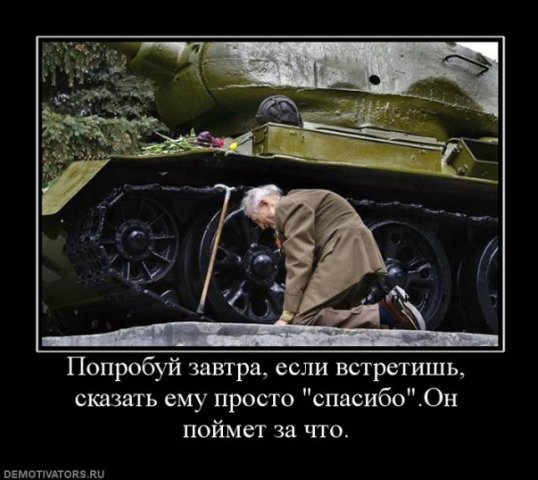 Попробуй завтра, если встретишь,
сказать ему просто "спасибо".Он
поймет за что.
DEMOTIVATORS.RU